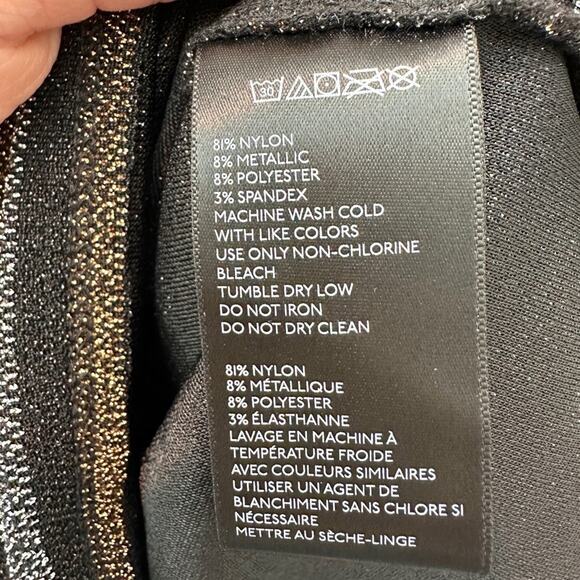 30
81% NYLON
8% METALLIC
8% POLYESTER
3% SPANDEX
MACHINE WASH COLD
WITH LIKE COLORS
USE ONLY NON-CHLORINE
BLEACH
TUMBLE DRY LOW
DO NOT IRON
DO NOT DRY CLEAN
81% NYLON
8% MÉTALLIQUE
8% POLYESTER
3% ÉLASTHANNE
LAVAGE EN MACHINE À
TEMPÉRATURE FROIDE
AVEC COULEURS SIMILAIRES
UTILISER UN AGENT DE
BLANCHIMENT SANS CHLORE SI
NÉCESSAIRE
METTRE AU SÈCHE-LINGE